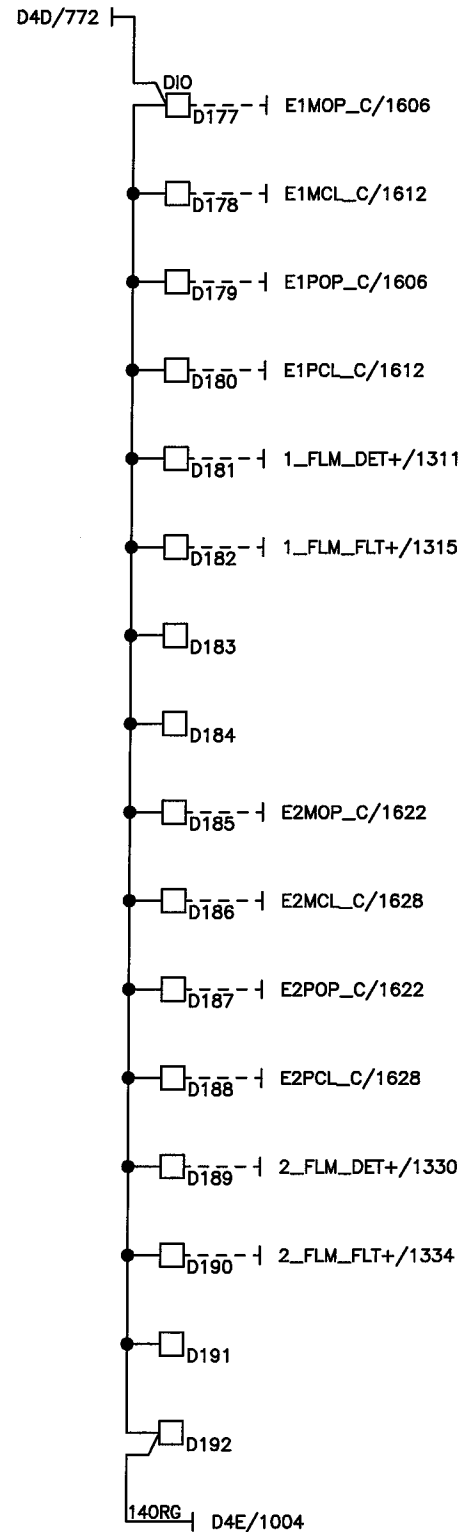 D4D/772
DIO
D177 E1MOP_C/1606
D178 E1MCL_C/1612
D179 E1POP_C/1606
D180 E1PCL_C/1612
D181 1_FLM_DET+/1311
D182 1_FLM_FLT+/1315
D183
D184
D185 E2MOP_C/1622
D186 E2MCL_C/1628
D187 E2POP_C/1622
D188 E2PCL_C/1628
D189 2_FLM_DET+/1330
D190 2_FLM_FLT+/1334
D191
D192
140RG D4E/1004